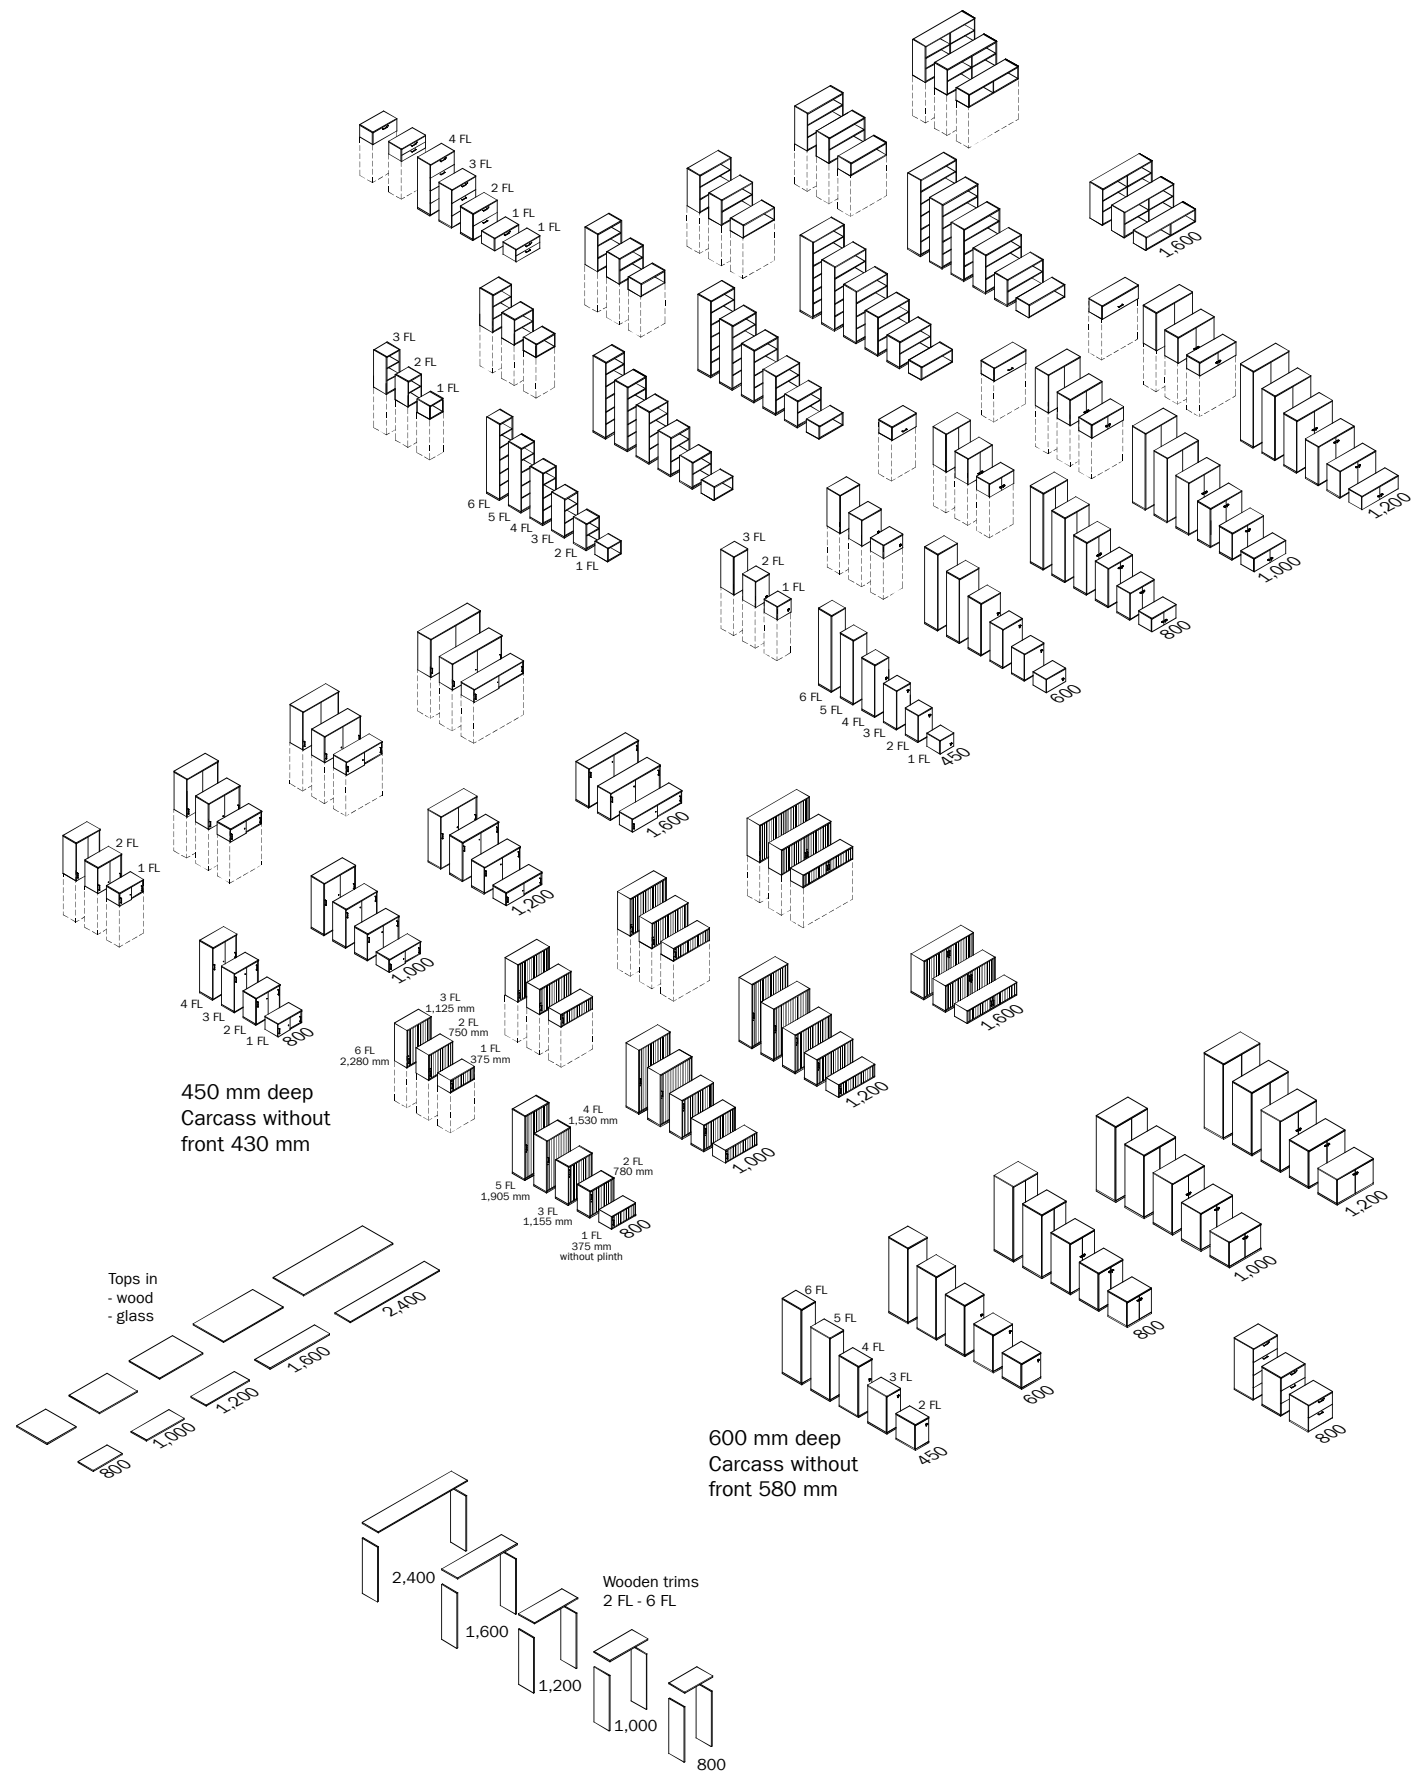 4 FL
3 FL
2 FL
1 FL
1 FL
1,600
3 FL
2 FL
1 FL
6 FL
5 FL
4 FL
3 FL
2 FL
1 FL
1,200
1,000
800
600
3 FL
2 FL
1 FL
6 FL
5 FL
4 FL
3 FL
2 FL
1 FL
450
1,600
1,200
1,000
2 FL
1 FL
4 FL
3 FL
2 FL
1 FL
800
450 mm deep
Carcass without
front 430 mm
3 FL
1,125 mm
2 FL
750 mm
1 FL
375 mm
6 FL
2,280 mm
1,600
1,200
1,000
4 FL
1,530 mm
2 FL
780 mm
5 FL
1,905 mm
3 FL
1,155 mm
1 FL
375 mm
without plinth
800
1,200
1,000
800
600
6 FL
5 FL
4 FL
3 FL
2 FL
450
800
600 mm deep
Carcass without
front 580 mm
Tops in
- wood
- glass
2,400
1,600
1,200
1,000
800
Wooden trims
2 FL - 6 FL
2,400
1,600
1,200
1,000
800